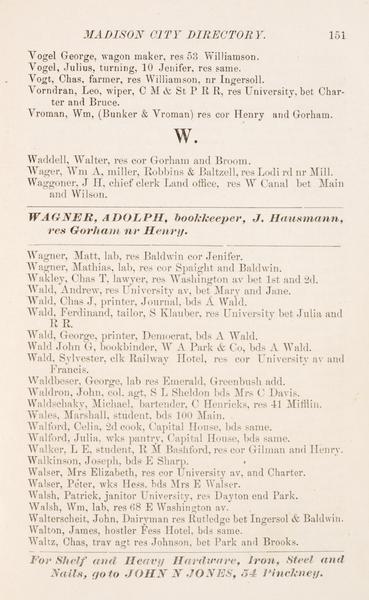 MADISON CITY DIRECTORY. 151
Vogel George, wagon maker, res 53 Williamson.
Vogel, Julius, turning, 10 Jenifer, res same.
Vogt, Chas, farmer, res Williamson, nr Ingersoll.
Vorndran, Leo, wiper, C M & St P R R, res University, bet Char-
ter and Bruce.
Vroman, Wm, (Bunker & Vroman) res cor Henry and Gorham.
W.
Waddell, Walter, res cor Gorham and Broom.
Wager, Wm A, miller, Robbins & Baltzell, res Lodi rd nr Mill.
Waggoner, J H, chief clerk Land office, res W Canal bet Main
and Wilson.
WAGNER, ADOLPH, bookkeeper, J. Hausmann,
res Gorham nr Henry.
Wagner, Matt, lab, res Baldwin cor Jenifer.
Wagner, Mathias, lab, res cor Spaight and Baldwin.
Wakley, Chas T, lawyer, res Washington av bet 1st and 2d.
Wald, Andrew, res University av, bet Mary and Jane.
Wald, Chas J, printer, Journal, bds A Wald.
Wald, Ferdinand, tailor, S Klauber, res University bet Julia and
R R.
Wald, George, printer, Democrat, bds A Wald.
Wald John G, bookbinder, W A Park & Co, bds A Wald.
Wald, Sylvester, clk Railway Hotel, res cor University av and
Francis.
Waldbeser, George, lab res Emerald, Greenbush add.
Waldron, John, col. agt, S L Sheldon bds Mrs C Davis.
Waldschaky, Michael, bartender, C Henricks, res 41 Mifflin.
Wales, Marshall, student, bds 100 Main.
Walford, Celia, 2d cook, Capital House, bds same.
Walford, Julia, wks pantry, Capital House, bds same.
Walker, L E, student, R M Bashford, res cor Gilman and Henry.
Walkinson, Joseph, bds E Sharp.
Walser, Mrs Elizabeth, res cor University av, and Charter.
Walser, Peter, wks Hess, bds Mrs E Walser.
Walsh, Patrick, janitor University, res Dayton end Park.
Walsh, Wm, lab, res 68 E Washington av.
Walterscheit, John, Dairyman res Rutledge bet Ingersol & Baldwin.
Walton, James, hostler Fess Hotel, bds same.
Waltz, Chas, trav agt res Johnson, bet Park and Brooks.
For Shelf and Heavy Hardware, Iron, Steel and
Nails, go to JOHN N JONES, 54 Pinckney.